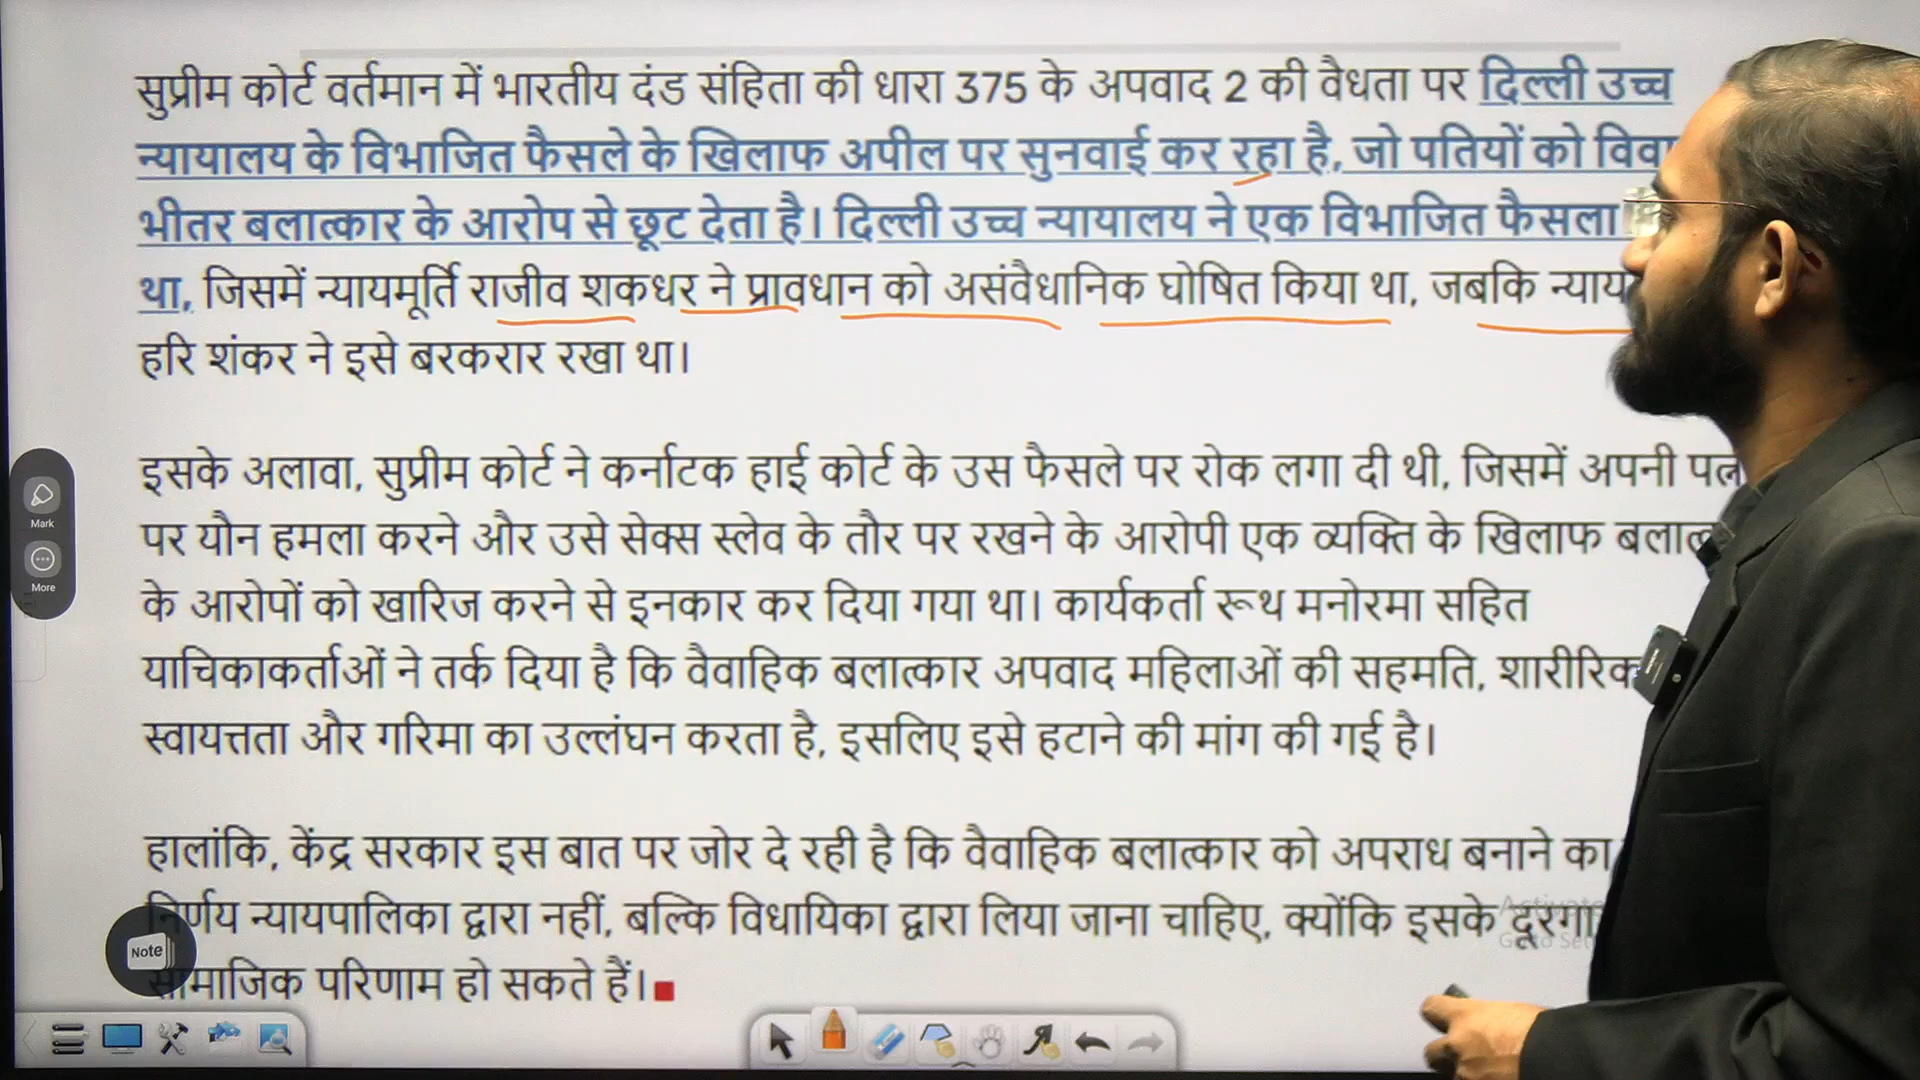 सुप्रीम कोर्ट वर्तमान में भारतीय दंड संहिता की धारा 375 के अपवाद 2 की वैधता पर दिल्ली उच्च
न्यायालय के विभाजित फैसले के खिलाफ अपील पर सुनवाई कर रहा है, जो पतियों को
भीतर बलात्कार के आरोप से छूट देता है। दिल्ली उच्च न्यायालय ने एक विभाजित फैसला
था, जिसमें न्यायमूर्ति राजीव शकधर ने प्रावधान को असंवैधानिक घोषित किया था, जबकि
हरि शंकर ने इसे बरकरार रखा था।
इसके अलावा, सुप्रीम कोर्ट ने कर्नाटक हाई कोर्ट के उस फैसले पर रोक लगा दी थी, जिसमें अपनी
पर यौन हमला करने और उसे सेक्स स्लेव के तौर पर रखने के आरोपी एक व्यक्ति के खिलाफ
के आरोपों को खारिज करने से इनकार कर दिया गया था। कार्यकर्ता रूथ मनोरमा सहित
याचिकाकर्ताओं ने तर्क दिया है कि वैवाहिक बलात्कार अपवाद महिलाओं की सहमति, शारीरिक
स्वायत्तता और गरिमा का उल्लंघन करता है, इसलिए इसे हटाने की मांग की गई है।
हालांकि, केंद्र सरकार इस बात पर जोर दे रही है कि वैवाहिक बलात्कार को अपराध बनाने का
निर्णय न्यायपालिका द्वारा नहीं, बल्कि विधायिका द्वारा लिया जाना चाहिए, क्योंकि इसके
सामाजिक परिणाम हो सकते हैं।
Mark
More
Note
Activate
Go to